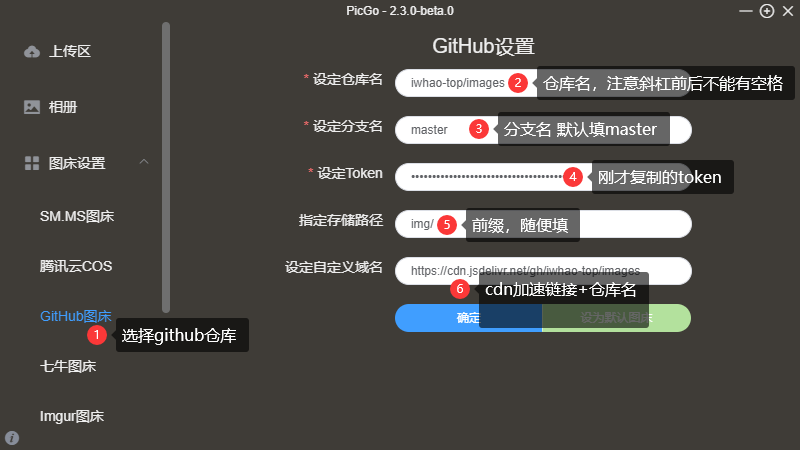 PicGo - 2.3.0-beta.0
上传区
相册
图床设置
SM.MS图床
腾讯云COS
GitHub图床
1 选择github仓库
七牛图床
Imgur图床
GitHub设置
* 设定仓库名
iwhao-top/images
2 仓库名，注意斜杠前后不能有空格
* 设定分支名
master
3 分支名 默认填master
* 设定Token
4 刚才复制的token
指定存储路径
img/
5 前缀，随便填
设定自定义域名
https://cdn.jsdelivr.net/gh/iwhao-top/images
6 cdn加速链接+仓库名
确定
设为默认图床